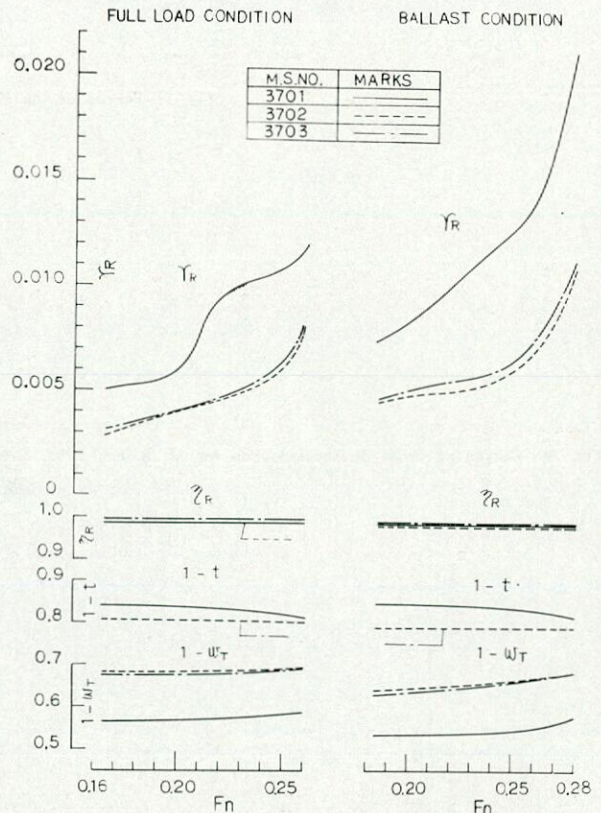 FULL LOAD CONDITION
BALLAST CONDITION
M.S.NO. MARKS
3701
3702
3703
0.020
0.015
0.010
0.005
0
γR
γR
γR
ηR
ηR
1.0
0.9
ηR
1-t
1-t
0.9
0.8
1-t
1-ωT
1-ωT
0.7
0.6
0.5
1-ωT
0.16
0.20
0.25
Fn
0.20
0.25
0.28
Fn